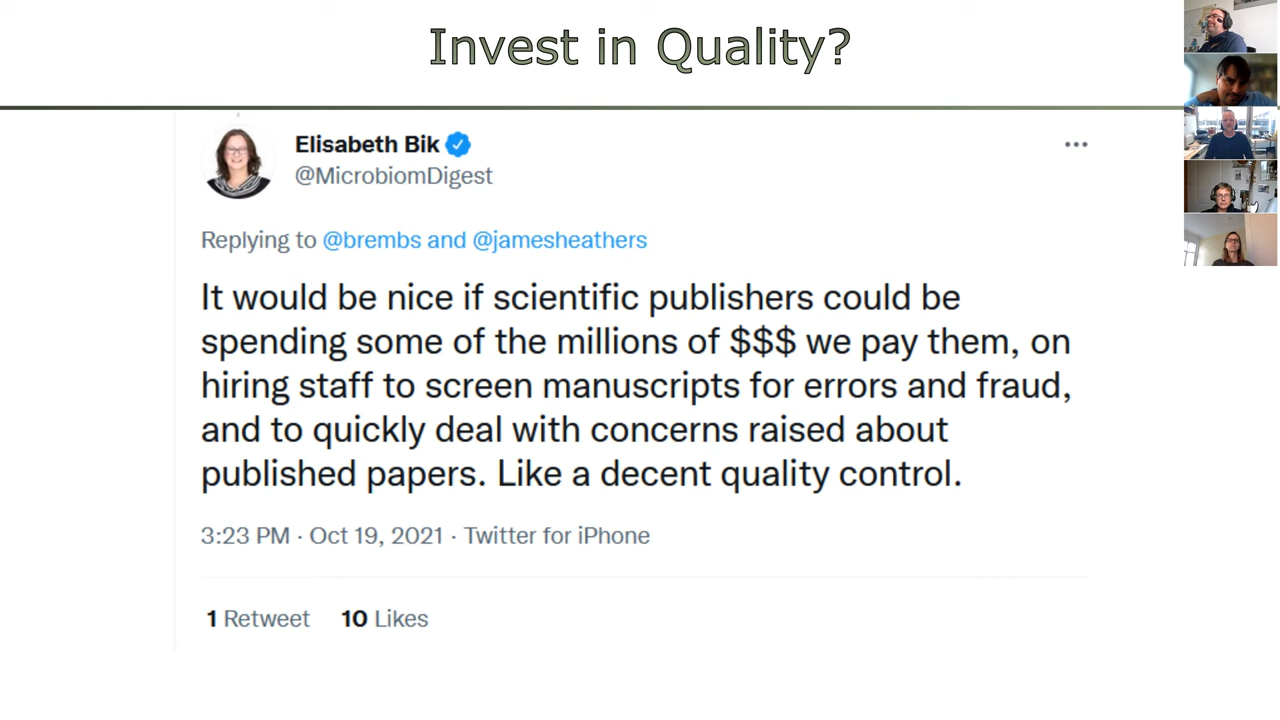 Invest in Quality?
Elisabeth Bik
@MicrobiomDigest
Replying to @brembs and @jamesheathers
It would be nice if scientific publishers could be
spending some of the millions of $$$ we pay them, on
hiring staff to screen manuscripts for errors and fraud,
and to quickly deal with concerns raised about
published papers. Like a decent quality control.
3:23 PM · Oct 19, 2021 · Twitter for iPhone
1 Retweet 10 Likes